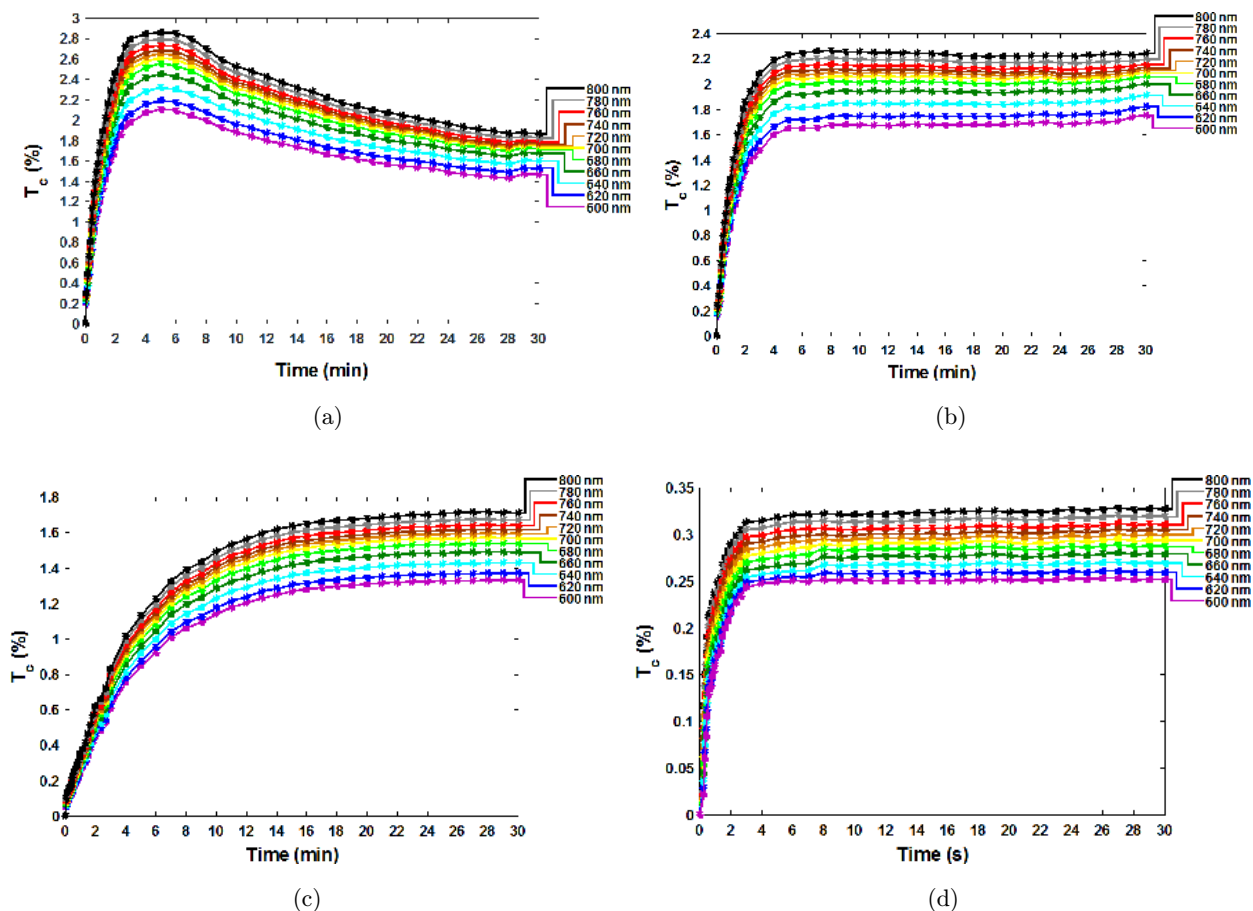 3
2.8
2.6
2.4
2.2
2
1.8
1.6
1.4
1.2
1
0.8
0.6
0.4
0.2
0
T_c (%)
0 2 4 6 8 10 12 14 16 18 20 22 24 26 28 30
Time (min)
800 nm
780 nm
760 nm
740 nm
720 nm
700 nm
680 nm
660 nm
640 nm
620 nm
600 nm
(a)
2.4
2.2
2
1.8
1.6
1.4
1.2
1
0.8
0.6
0.4
0.2
0
T_c (%)
0 2 4 6 8 10 12 14 16 18 20 22 24 26 28 30
Time (min)
800 nm
780 nm
760 nm
740 nm
720 nm
700 nm
680 nm
660 nm
640 nm
620 nm
600 nm
(b)
1.8
1.6
1.4
1.2
1
0.8
0.6
0.4
0.2
0
T_c (%)
0 2 4 6 8 10 12 14 16 18 20 22 24 26 28 30
Time (min)
800 nm
780 nm
760 nm
740 nm
720 nm
700 nm
680 nm
660 nm
640 nm
620 nm
600 nm
(c)
0.35
0.3
0.25
0.2
0.15
0.1
0.05
0
T_c (%)
0 2 4 6 8 10 12 14 16 18 20 22 24 26 28 30
Time (s)
800 nm
780 nm
760 nm
740 nm
720 nm
700 nm
680 nm
660 nm
640 nm
620 nm
600 nm
(d)